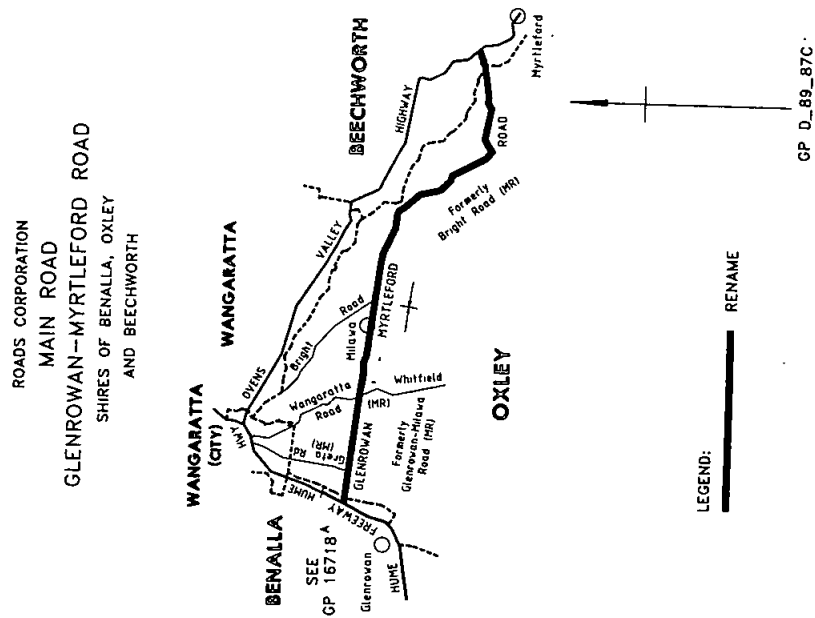 ROADS CORPORATION
MAIN ROAD
GLENROWAN-MYRTLEFORD ROAD
SHIRES OF BENALLA, OXLEY
AND BEECHWORTH
WANGARATTA
(CITY)
WANGARATTA
BEECHWORTH
BENALLA
SEE
GP 16718A
Glenrowan
HUME
FREEWAY
HUME
HWY
OVENS
VALLEY
HIGHWAY
Greta Rd
(MR)
Wangaratta
Road
(MR)
Whitfield
Bright
Road
Milawa
GLENROWAN
MYRTLEFORD
ROAD
Formerly
Glenrowan-Milawa
Road (MR)
Formerly
Bright Road (MR)
Myrtleford
OXLEY
LEGEND:
RENAME
GP D_89_87C